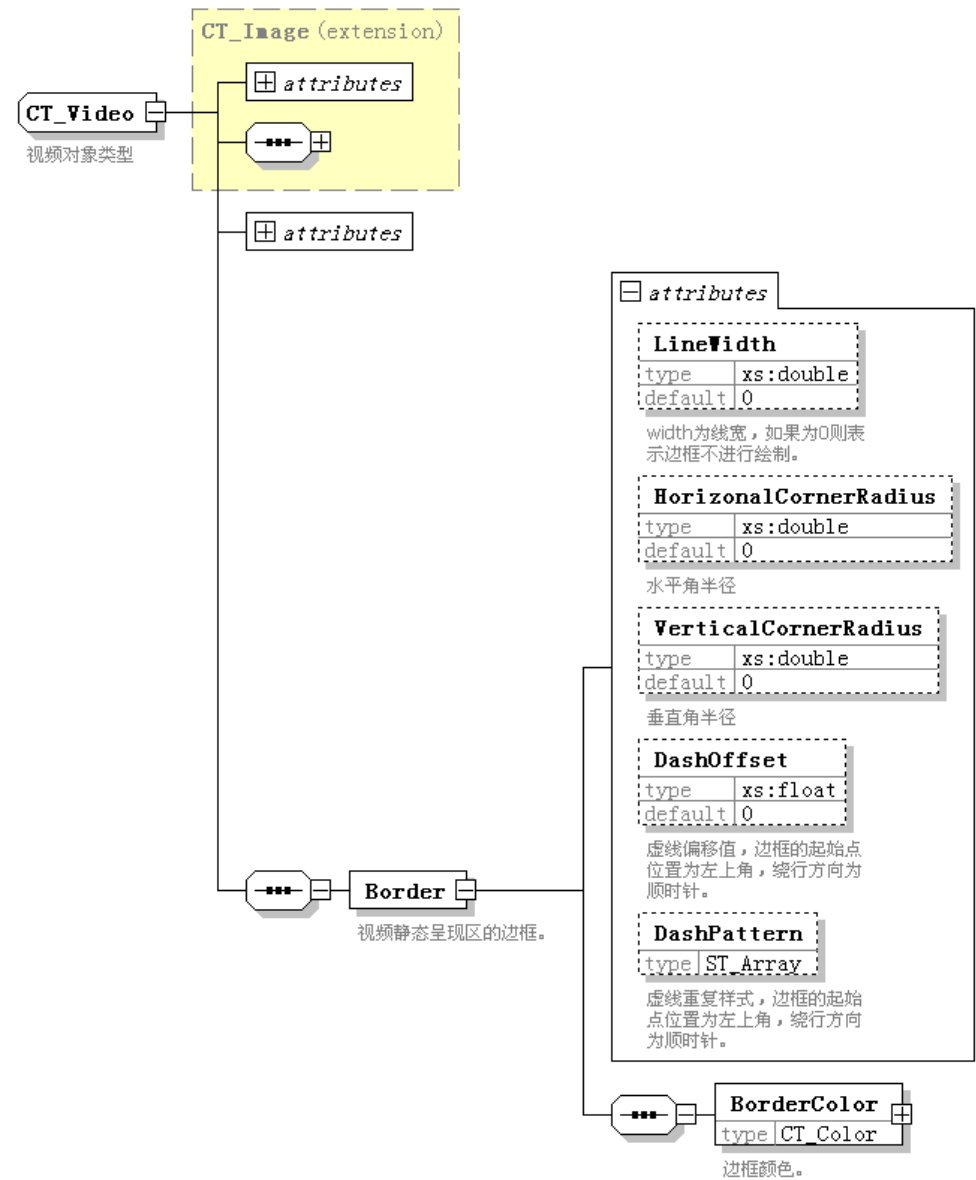 CT_Image (extension)
attributes
CT_Video
视频对象类型
attributes
attributes
LineWidth
type xs:double
default 0
width为线宽，如果为0则表
示边框不进行绘制。
HorizonalCornerRadius
type xs:double
default 0
水平角半径
VerticalCornerRadius
type xs:double
default 0
垂直角半径
DashOffset
type xs:float
default 0
虚线偏移值，边框的起始点
位置为左上角，绕行方向为
顺时针。
Border
视频静态呈现区的边框。
DashPattern
type ST_Array
虚线重复样式，边框的起始
点位置为左上角，绕行方向
为顺时针。
BorderColor
type CT_Color
边框颜色。